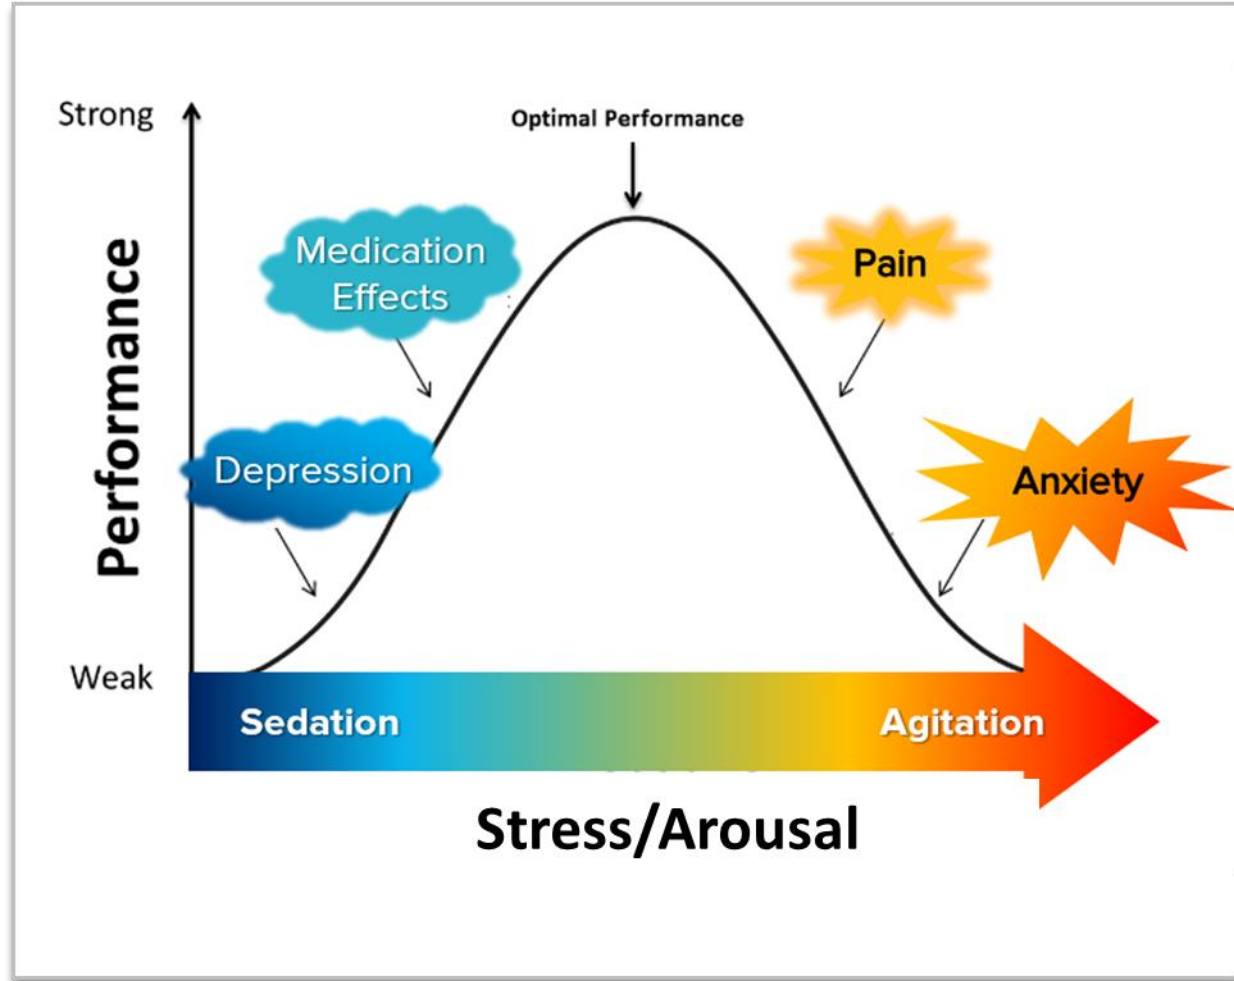 Strong
Optimal Performance
Medication
Effects
Pain
Performance
Depression
Anxiety
Weak
Sedation
Agitation
Stress/Arousal